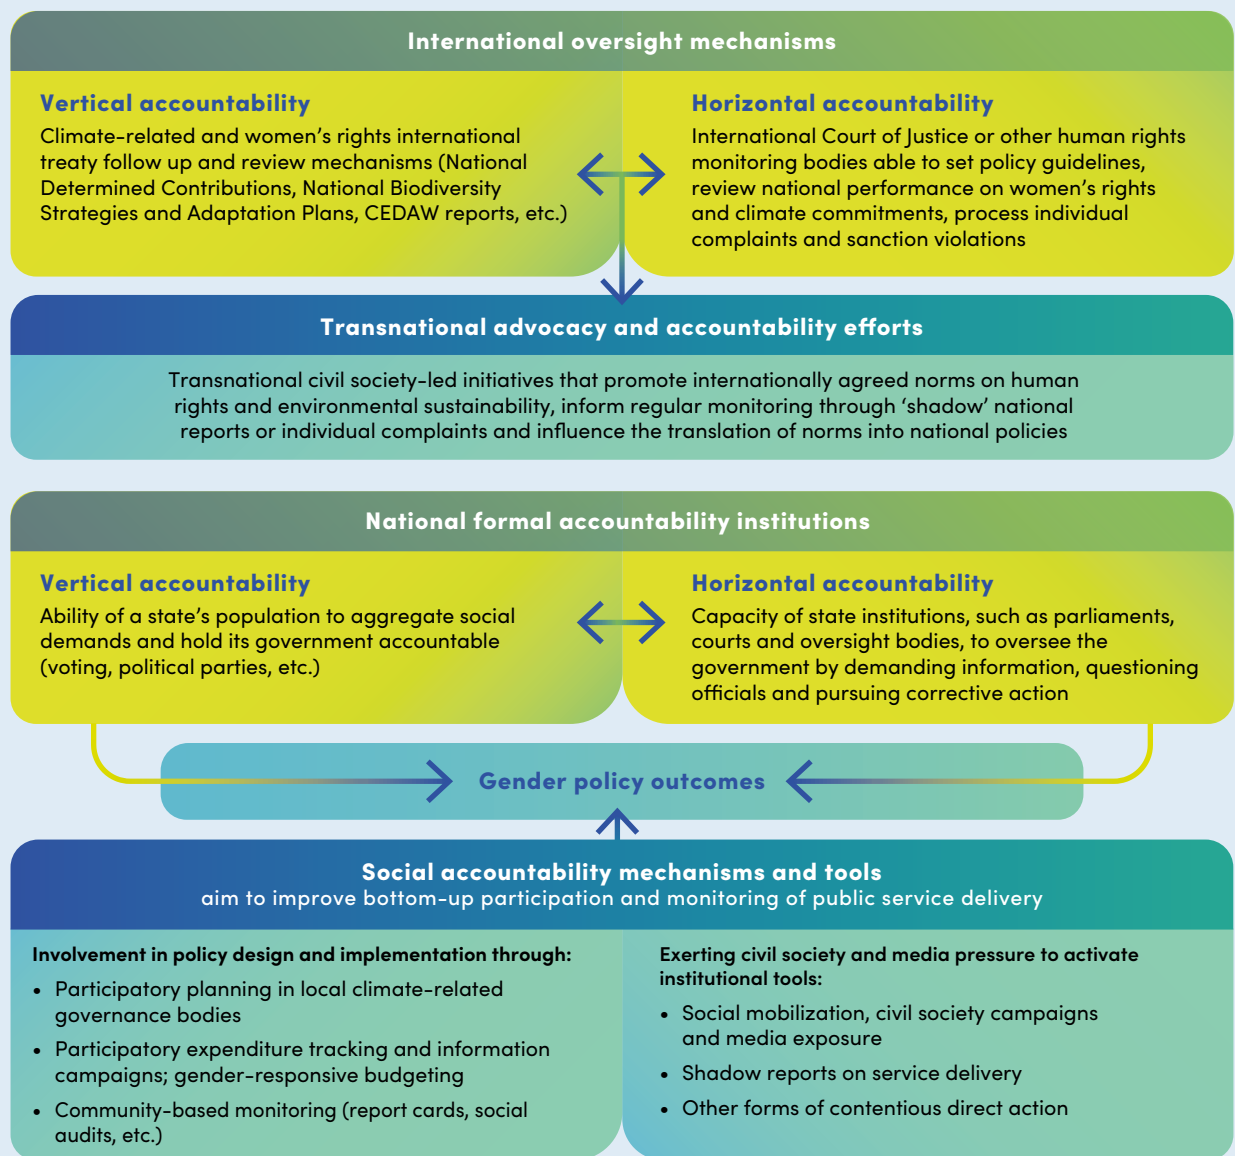 International oversight mechanisms
Vertical accountability
Climate-related and women's rights international
treaty follow up and review mechanisms (National
Determined Contributions, National Biodiversity
Strategies and Adaptation Plans, CEDAW reports, etc.)
Horizontal accountability
International Court of Justice or other human rights
monitoring bodies able to set policy guidelines,
review national performance on women's rights
and climate commitments, process individual
complaints and sanction violations
Transnational advocacy and accountability efforts
Transnational civil society-led initiatives that promote internationally agreed norms on human
rights and environmental sustainability, inform regular monitoring through 'shadow' national
reports or individual complaints and influence the translation of norms into national policies
National formal accountability institutions
Vertical accountability
Ability of a state's population to aggregate social
demands and hold its government accountable
(voting, political parties, etc.)
Horizontal accountability
Capacity of state institutions, such as parliaments,
courts and oversight bodies, to oversee the
government by demanding information, questioning
officials and pursuing corrective action
Gender policy outcomes
Social accountability mechanisms and tools
aim to improve bottom-up participation and monitoring of public service delivery
Involvement in policy design and implementation through:
• Participatory planning in local climate-related
governance bodies
• Participatory expenditure tracking and information
campaigns; gender-responsive budgeting
• Community-based monitoring (report cards, social
audits, etc.)
Exerting civil society and media pressure to activate
institutional tools:
• Social mobilization, civil society campaigns
and media exposure
• Shadow reports on service delivery
• Other forms of contentious direct action